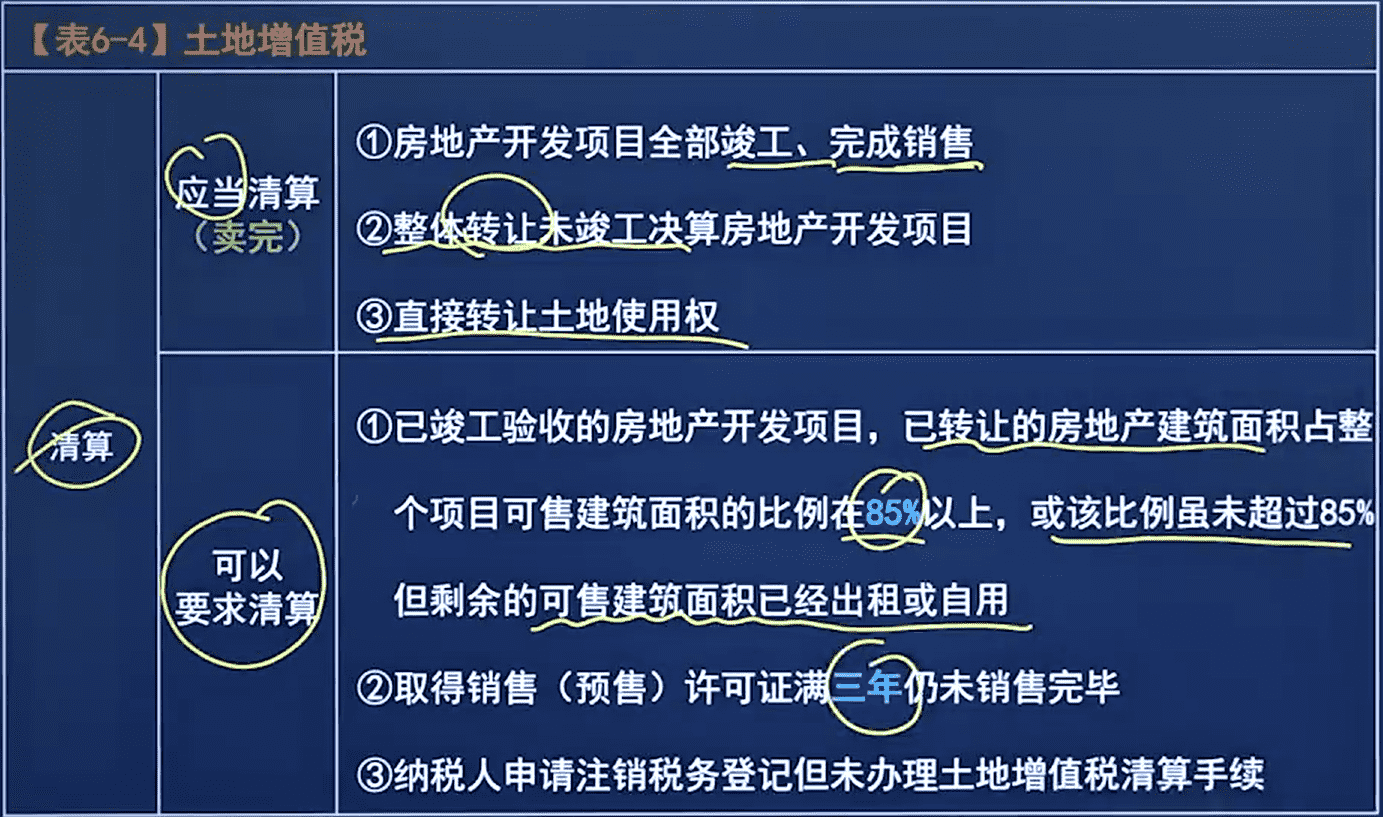 【表6-4】土地增值税
清算
应当清算
（卖完）
①房地产开发项目全部竣工、完成销售
②整体转让未竣工决算房地产开发项目
③直接转让土地使用权
可以
要求清算
①已竣工验收的房地产开发项目，已转让的房地产建筑面积占整
个项目可售建筑面积的比例在85%以上，或该比例虽未超过85%
但剩余的可售建筑面积已经出租或自用
②取得销售（预售）许可证满三年仍未销售完毕
③纳税人申请注销税务登记但未办理土地增值税清算手续